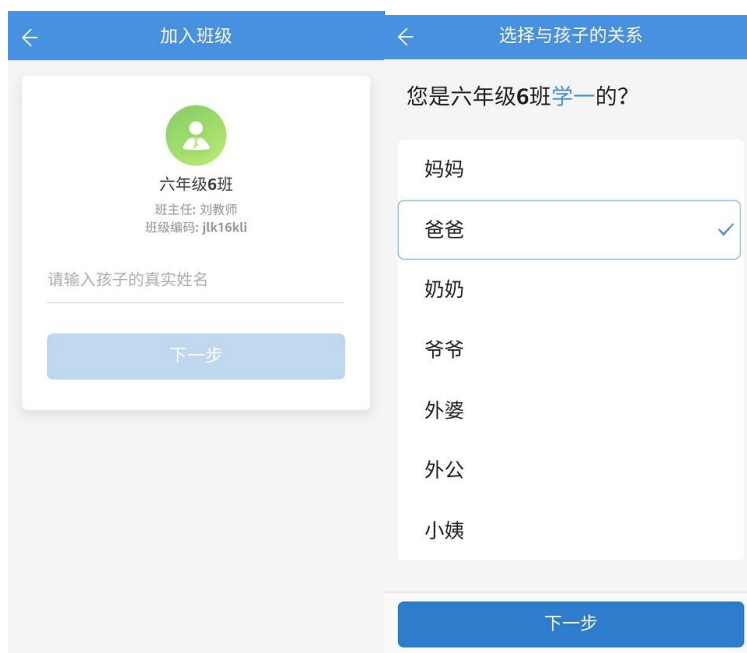 加入班级
六年级6班
班主任: 刘教师
班级编码: jlk16kli
请输入孩子的真实姓名
下一步
选择与孩子的关系
您是六年级6班学一的?
妈妈
爸爸
奶奶
爷爷
外婆
外公
小姨
下一步